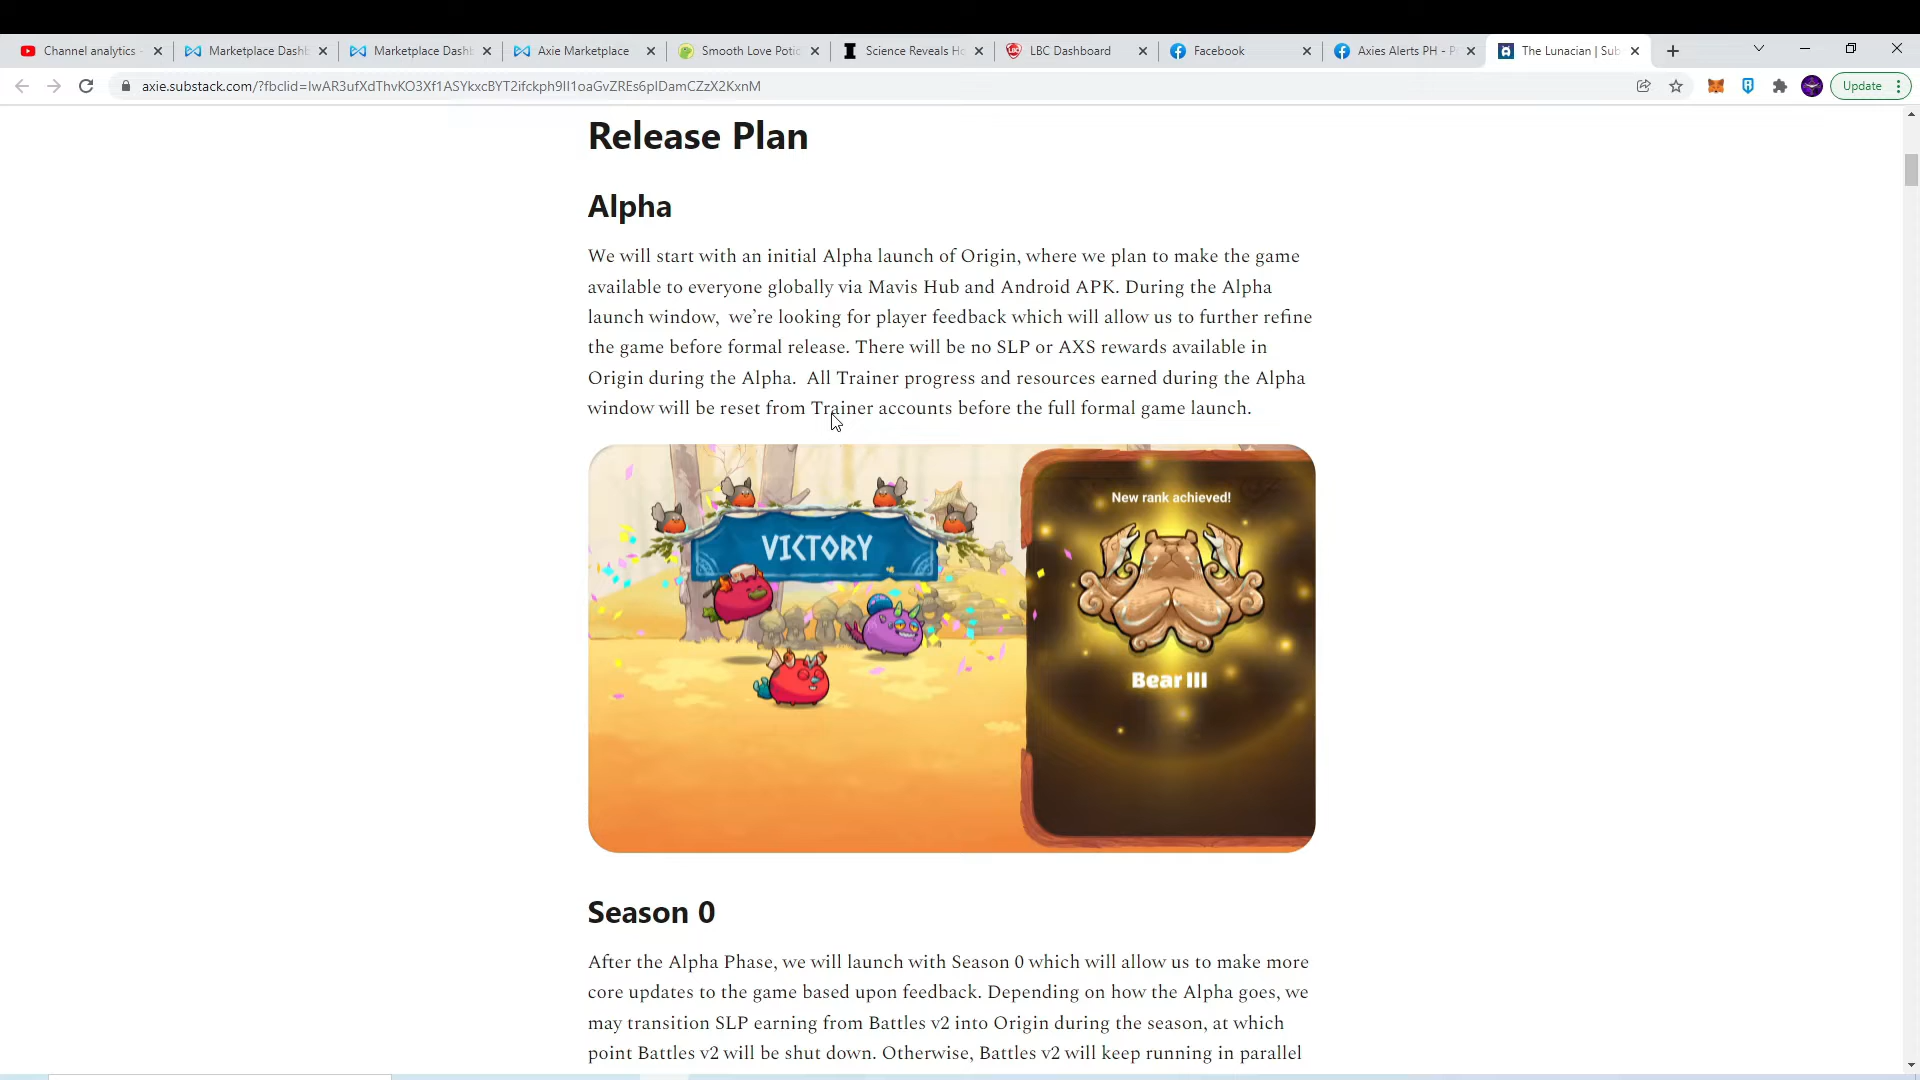 Channel analytics -
Marketplace Dashb
Marketplace Dashb
Axie Marketplace
Smooth Love Potio
Science Reveals Ho
LBC Dashboard
Facebook
Axies Alerts PH - P
The Lunacian | Sub
Update
Release Plan
Alpha
We will start with an initial Alpha launch of Origin, where we plan to make the game
available to everyone globally via Mavis Hub and Android APK. During the Alpha
launch window,  we’re looking for player feedback which will allow us to further refine
the game before formal release. There will be no SLP or AXS rewards available in
Origin during the Alpha.  All Trainer progress and resources earned during the Alpha
window will be reset from Trainer accounts before the full formal game launch.
VICTORY
New rank achieved!
Bear III
Season 0
After the Alpha Phase, we will launch with Season 0 which will allow us to make more
core updates to the game based upon feedback. Depending on how the Alpha goes, we
may transition SLP earning from Battles v2 into Origin during the season, at which
point Battles v2 will be shut down. Otherwise, Battles v2 will keep running in parallel